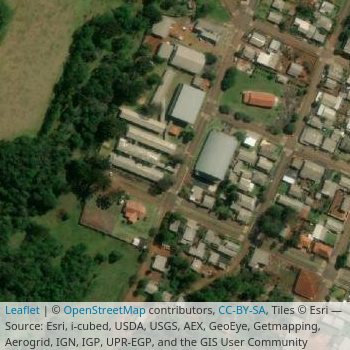 Leaflet | © OpenStreetMap contributors, CC-BY-SA, Tiles © Esri —
Source: Esri, i-cubed, USDA, USGS, AEX, GeoEye, Getmapping,
Aerogrid, IGN, IGP, UPR-EGP, and the GIS User Community